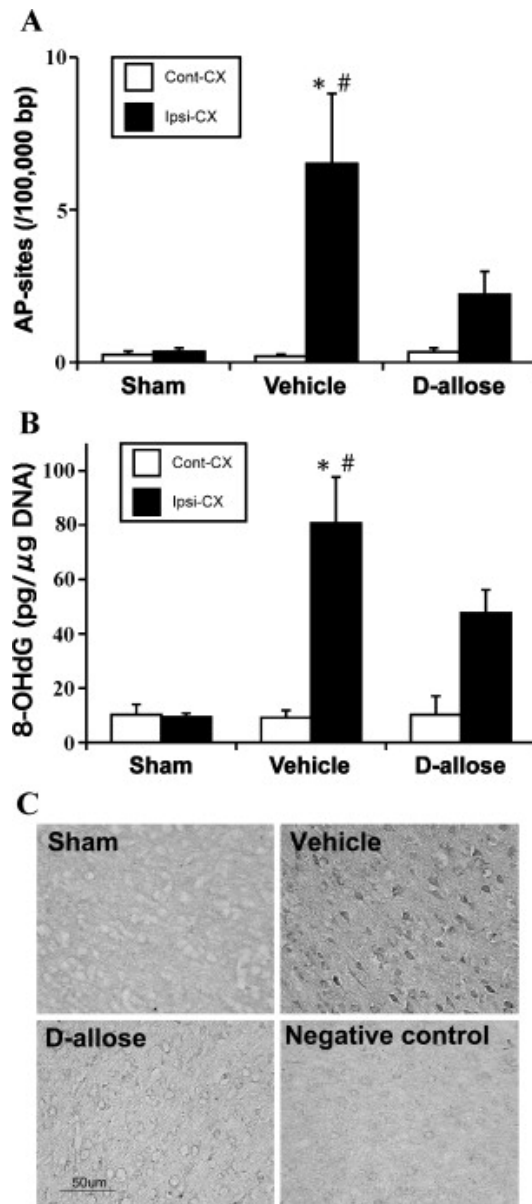 A
10
Cont-CX
Ipsi-CX
* #
5
0
AP-sites (/100,000 bp)
Sham Vehicle D-allose
B
Cont-CX
Ipsi-CX
* #
100
80
60
40
20
0
8-OHdG (pg/μg DNA)
Sham Vehicle D-allose
C
Sham Vehicle
D-allose Negative control
50um